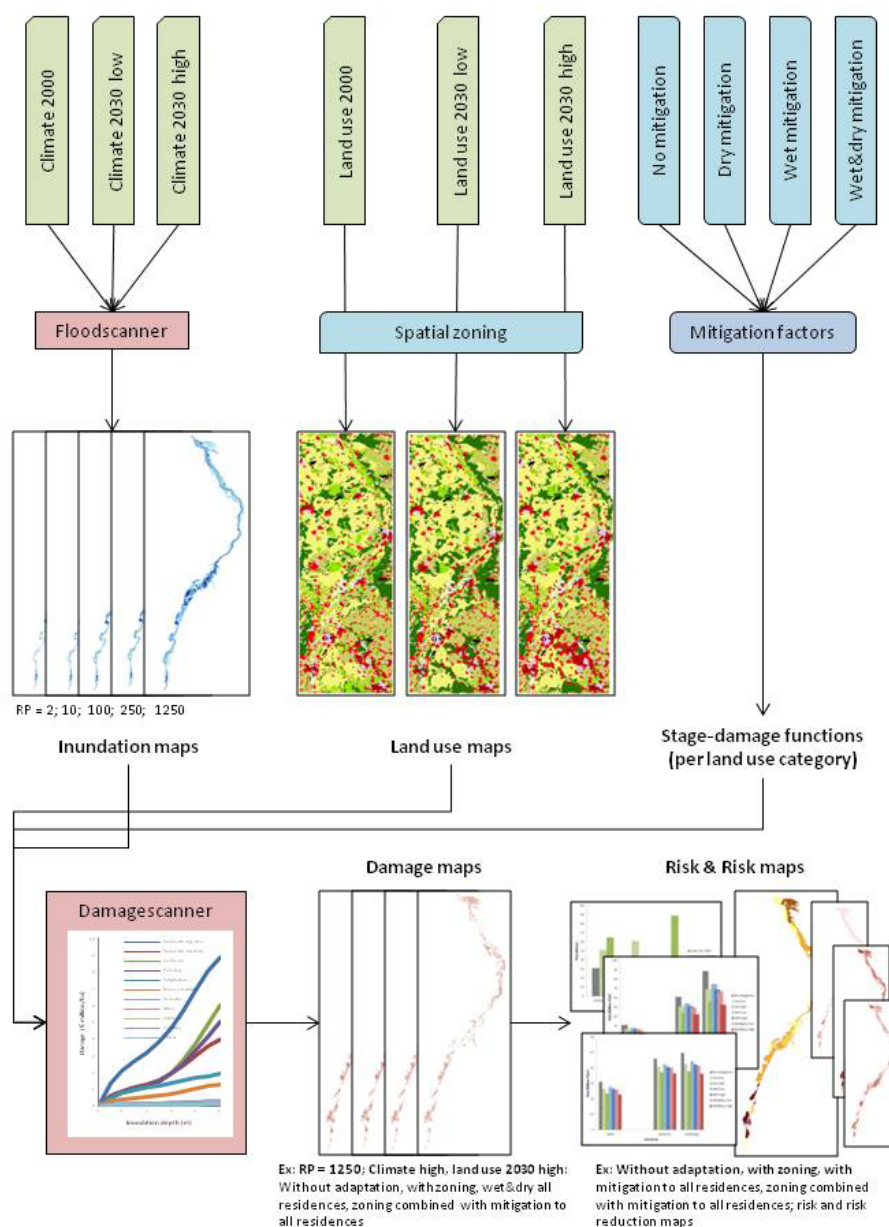 Climate 2000
Climate 2030 low
Climate 2030 high
Land use 2000
Land use 2030 low
Land use 2030 high
No mitigation
Dry mitigation
Wet mitigation
Wet&dry mitigation
Floodscanner
Spatial zoning
Mitigation factors
RP = 2; 10; 100; 250; 1250
Inundation maps
Land use maps
Stage-damage functions
(per land use category)
Damagescanner
Inundation depth (m)
Damage maps
Risk & Risk maps
Ex: RP = 1250; Climate high, land use 2030 high:
Without adaptation, with zoning, wet&dry all
residences, zoning combined with mitigation to
all residences
Ex: Without adaptation, with zoning, with
mitigation to all residences, zoning combined
with mitigation to all residences; risk and risk
reduction maps